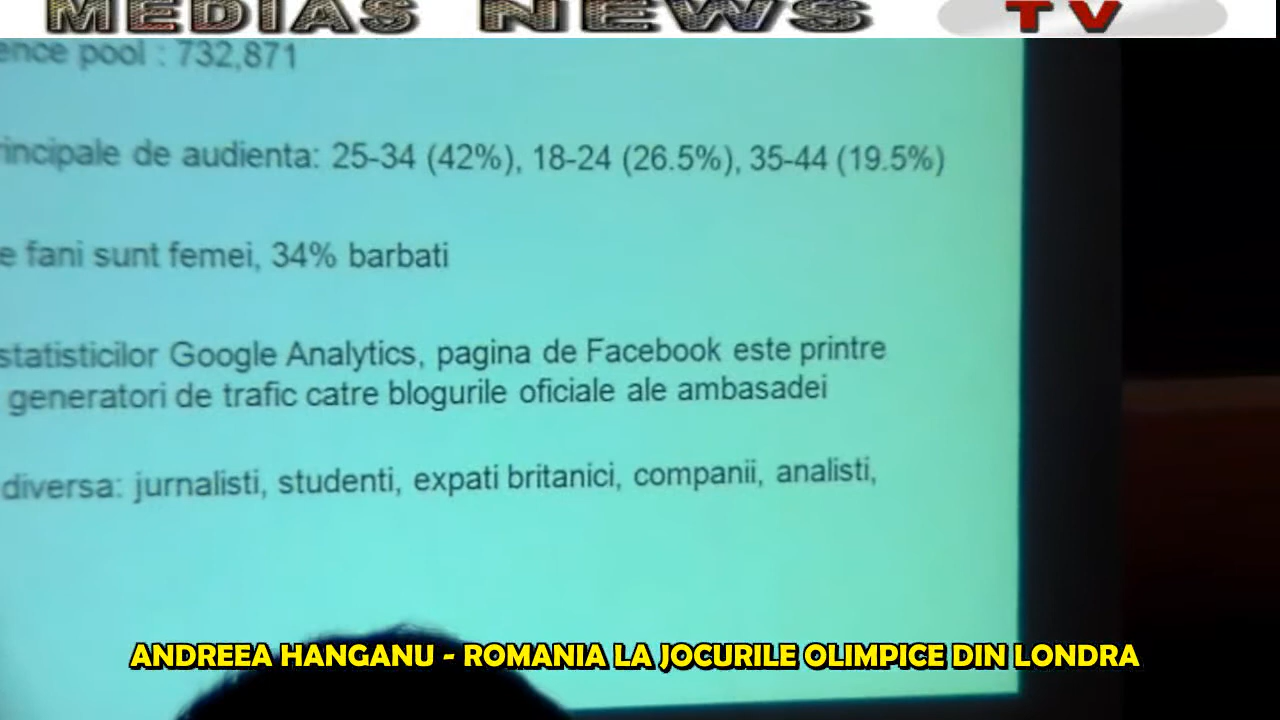 MEDIAS NEWS TV
pool : 732,871
de audienta: 25-34 (42%), 18-24 (26.5%), 35-44 (19.5%)
fani sunt femei, 34% barbati
statisticilor Google Analytics, pagina de Facebook este printre
generatori de trafic catre blogurile oficiale ale ambasadei
diversa: jurnalisti, studenti, expati britanici, companii, analisti,
ANDREEA HANGANU - ROMANIA LA JOCURILE OLIMPICE DIN LONDRA